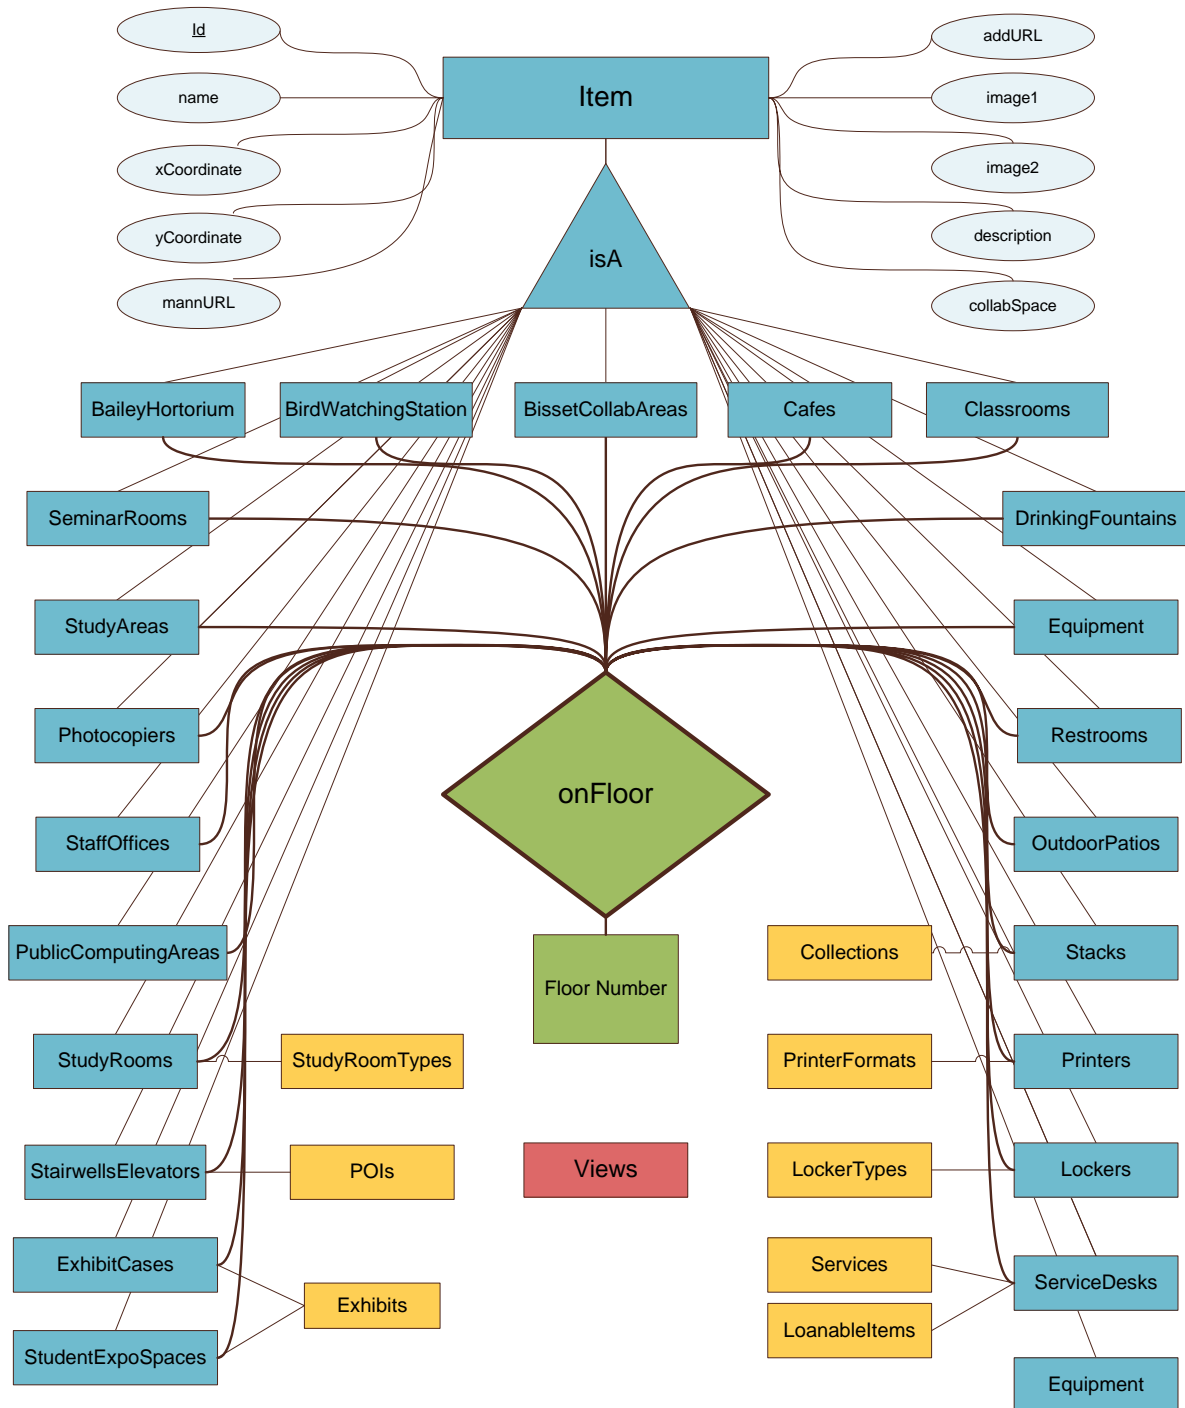 Id
addURL
Item
name
image1
xCoordinate
image2
yCoordinate
description
isA
mannURL
collabSpace
BaileyHortorium
BirdWatchingStation
BissetCollabAreas
Cafes
Classrooms
SeminarRooms
DrinkingFountains
StudyAreas
Equipment
Photocopiers
Restrooms
onFloor
StaffOffices
OutdoorPatios
PublicComputingAreas
Collections
Stacks
Floor Number
StudyRooms
StudyRoomTypes
PrinterFormats
Printers
StairwellsElevators
POIs
Views
LockerTypes
Lockers
ExhibitCases
Services
ServiceDesks
Exhibits
LoanableItems
StudentExpoSpaces
Equipment